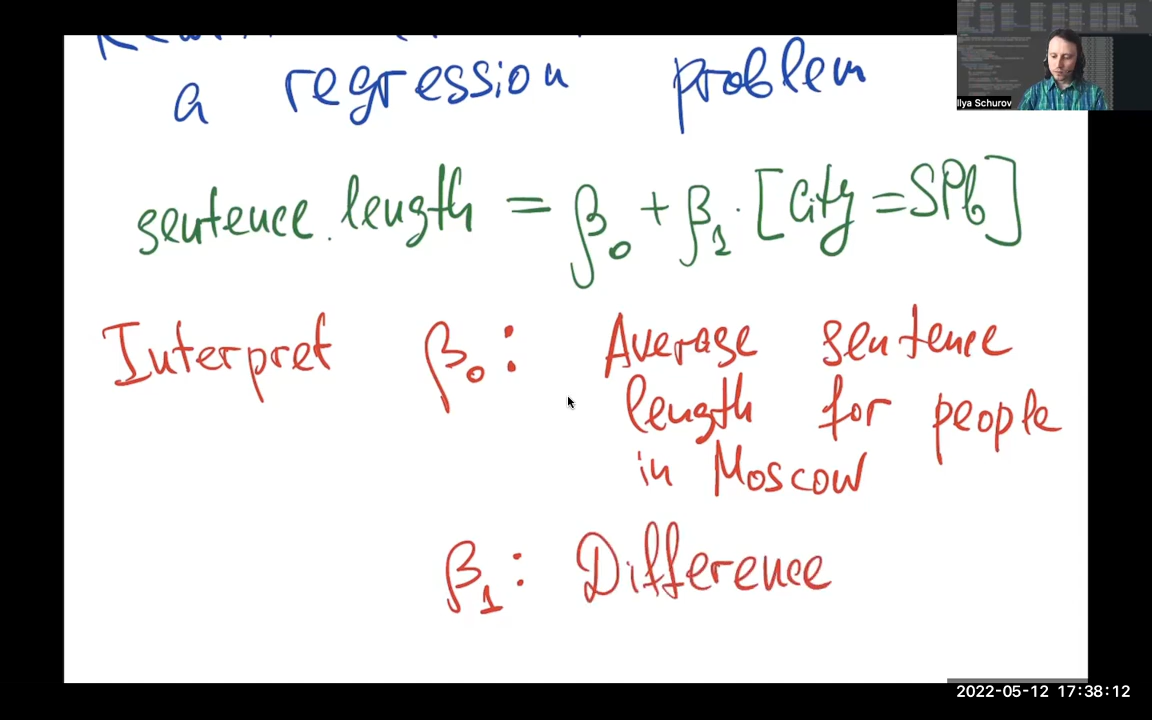 a regression problem
sentence.length = β₀ + β₁ · [City = SPb]
Interpret β₀: Average sentence
length for people
in Moscow
β₁: Difference
Ilya Schurov
2022-05-12 17:38:12